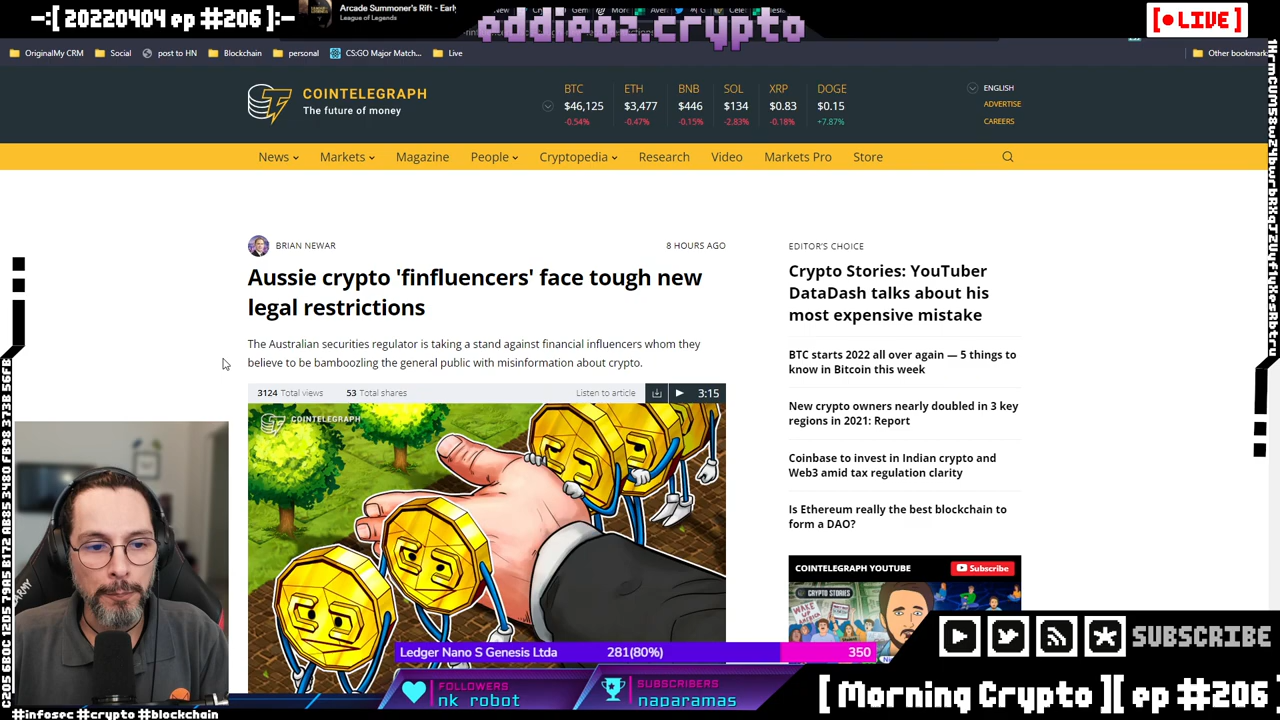 -:[ 20220404 ep #206 ]:-
Arcade Summoner's Rift - Early
League of Legends
eddieoz.crypto
[ LIVE ]
OriginalMy CRM
Social
post to HN
Blockchain
personal
CS:GO Major Match...
Live
Other bookmark
COINTELEGRAPH
The future of money
BTC ETH BNB SOL XRP DOGE
$46,125 $3,477 $446 $134 $0.83 $0.15
-0.54% -0.47% -0.15% -2.83% -0.18% +7.87%
ENGLISH
ADVERTISE
CAREERS
News Markets Magazine People Cryptopedia Research Video Markets Pro Store
BRIAN NEWAR
8 HOURS AGO
Aussie crypto 'finfluencers' face tough new
legal restrictions
The Australian securities regulator is taking a stand against financial influencers whom they
believe to be bamboozling the general public with misinformation about crypto.
3124 Total views 53 Total shares Listen to article 3:15
COINTELEGRAPH
EDITOR'S CHOICE
Crypto Stories: YouTuber
DataDash talks about his
most expensive mistake
BTC starts 2022 all over again — 5 things to
know in Bitcoin this week
New crypto owners nearly doubled in 3 key
regions in 2021: Report
Coinbase to invest in Indian crypto and
Web3 amid tax regulation clarity
Is Ethereum really the best blockchain to
form a DAO?
COINTELEGRAPH YOUTUBE
Subscribe
CRYPTO STORIES
WAKE UP
SUBSCRIBE
Ledger Nano S Genesis Ltda 281(80%) 350
FOLLOWERS
nk_robot
SUBSCRIBERS
naparamas
[ Morning Crypto ][ ep #206 ]
#infosec #crypto #blockchain